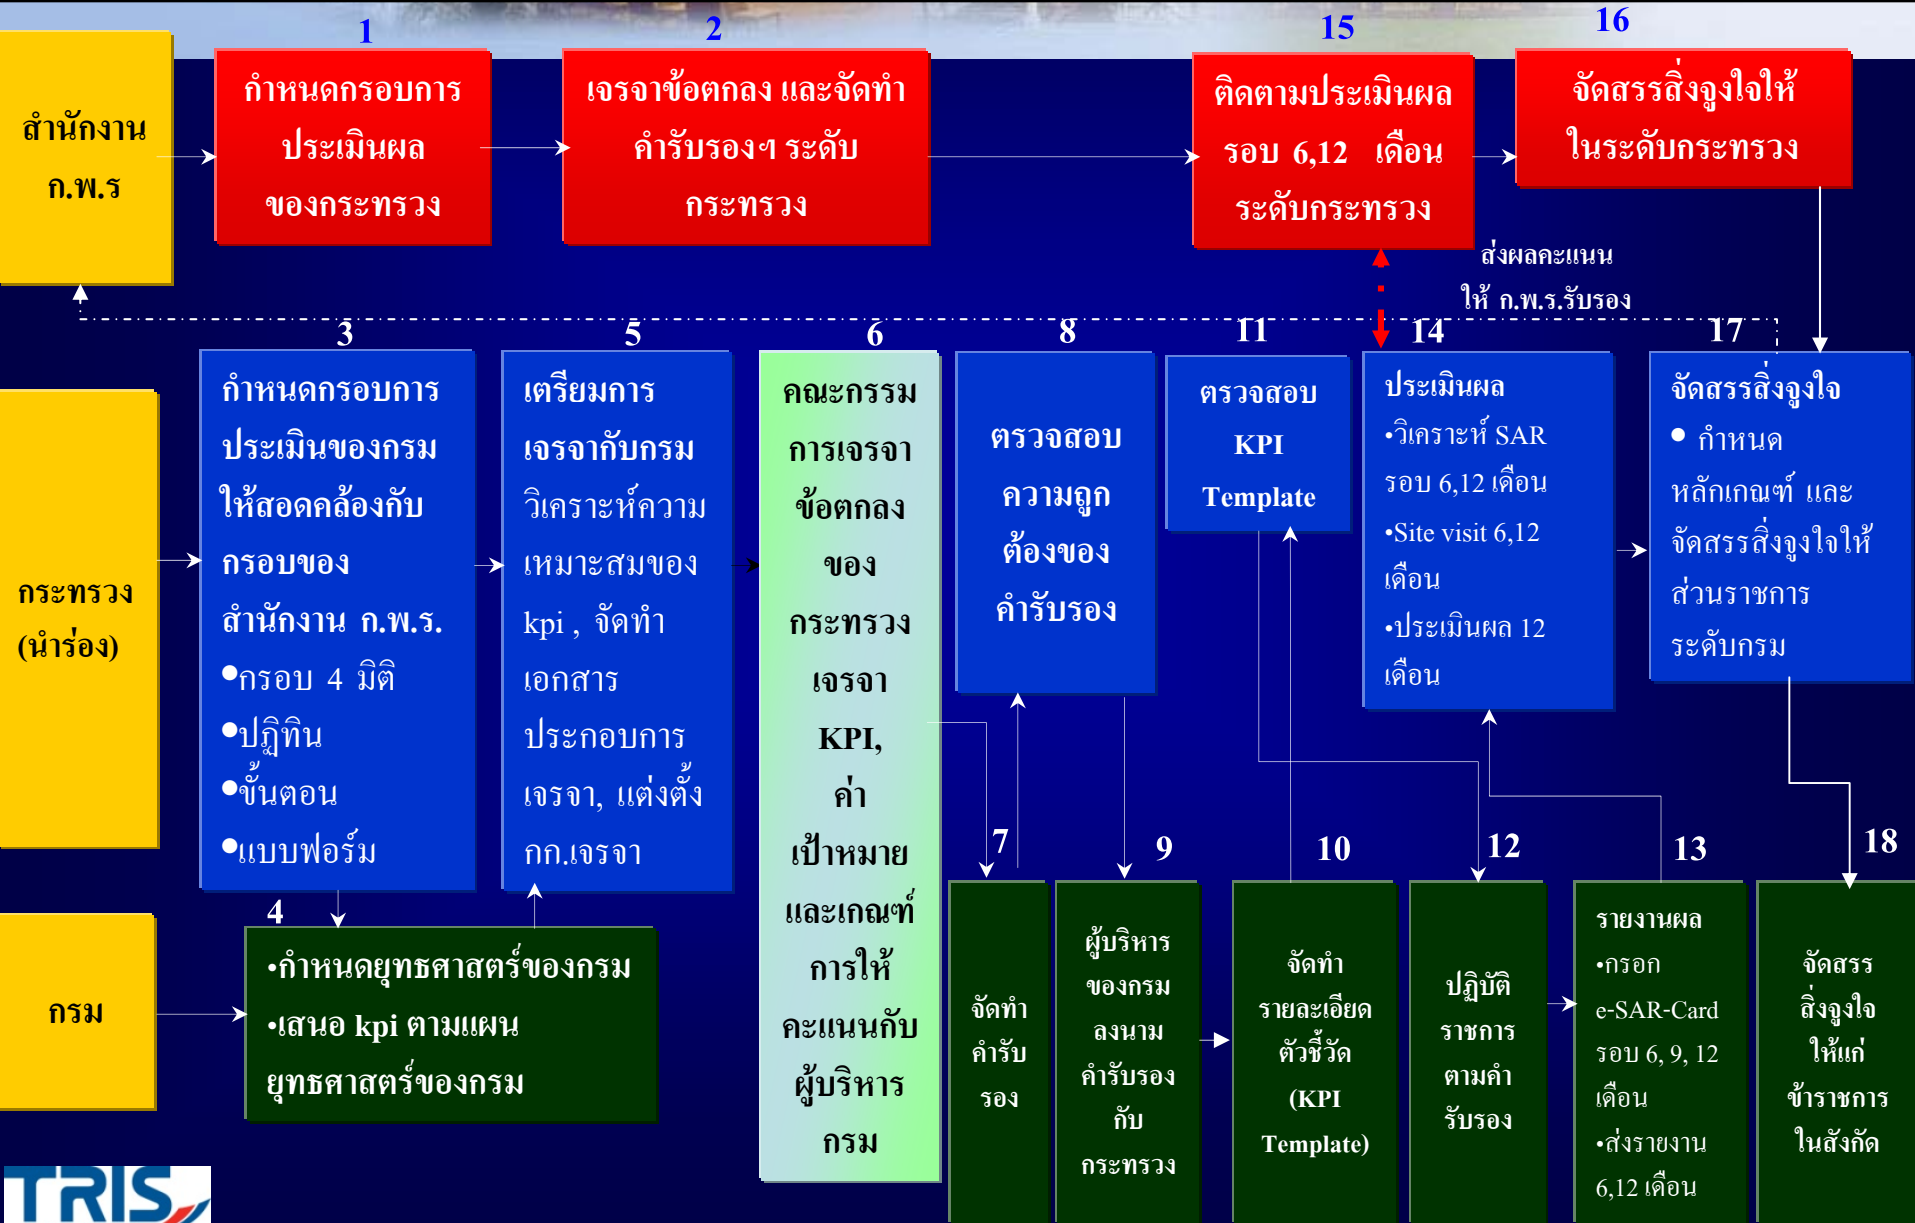 1
2
15
16
สำนักงาน
ก.พ.ร
กำหนดกรอบการ
ประเมินผล
ของกระทรวง
เจรจาข้อตกลง และจัดทำ
คำรับรองฯ ระดับ
กระทรวง
ติดตามประเมินผล
รอบ 6,12 เดือน
ระดับกระทรวง
จัดสรรสิ่งจูงใจให้
ในระดับกระทรวง
ส่งผลคะแนน
ให้ ก.พ.ร.รับรอง
กระทรวง
(นำร่อง)
3
กำหนดกรอบการ
ประเมินของกรม
ให้สอดคล้องกับ
กรอบของ
สำนักงาน ก.พ.ร.
•กรอบ 4 มิติ
•ปฏิทิน
•ขั้นตอน
•แบบฟอร์ม
5
เตรียมการ
เจรจากับกรม
วิเคราะห์ความ
เหมาะสมของ
kpi , จัดทำ
เอกสาร
ประกอบการ
เจรจา, แต่งตั้ง
กก.เจรจา
6
คณะกรรม
การเจรจา
ข้อตกลง
ของ
กระทรวง
เจรจา
KPI,
ค่า
เป้าหมาย
และเกณฑ์
การให้
คะแนนกับ
ผู้บริหาร
กรม
8
ตรวจสอบ
ความถูก
ต้องของ
คำรับรอง
11
ตรวจสอบ
KPI
Template
14
ประเมินผล
•วิเคราะห์ SAR
รอบ 6,12 เดือน
•Site visit 6,12
เดือน
•ประเมินผล 12
เดือน
17
จัดสรรสิ่งจูงใจ
• กำหนด
หลักเกณฑ์ และ
จัดสรรสิ่งจูงใจให้
ส่วนราชการ
ระดับกรม
กรม
4
•กำหนดยุทธศาสตร์ของกรม
•เสนอ kpi ตามแผน
ยุทธศาสตร์ของกรม
7
จัดทำ
คำรับ
รอง
9
ผู้บริหาร
ของกรม
ลงนาม
คำรับรอง
กับ
กระทรวง
10
จัดทำ
รายละเอียด
ตัวชี้วัด
(KPI
Template)
12
ปฏิบัติ
ราชการ
ตามคำ
รับรอง
13
รายงานผล
•กรอก
e-SAR-Card
รอบ 6, 9, 12
เดือน
•ส่งรายงาน
6,12 เดือน
18
จัดสรร
สิ่งจูงใจ
ให้แก่
ข้าราชการ
ในสังกัด
TRIS